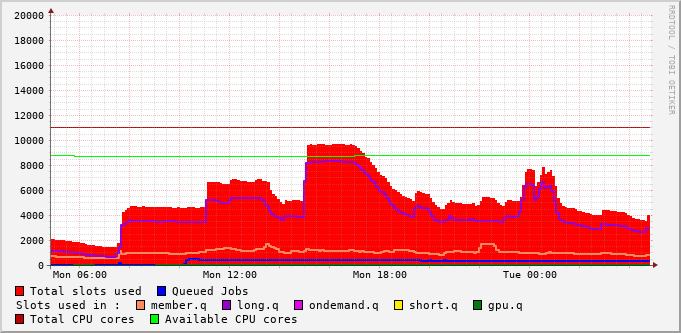 20000
18000
16000
14000
12000
10000
8000
6000
4000
2000
0
Mon 06:00 Mon 12:00 Mon 18:00 Tue 00:00
RRDTOOL / TOBI OETIKER
Total slots used Queued Jobs
Slots used in : member.q long.q ondemand.q short.q gpu.q
Total CPU cores Available CPU cores